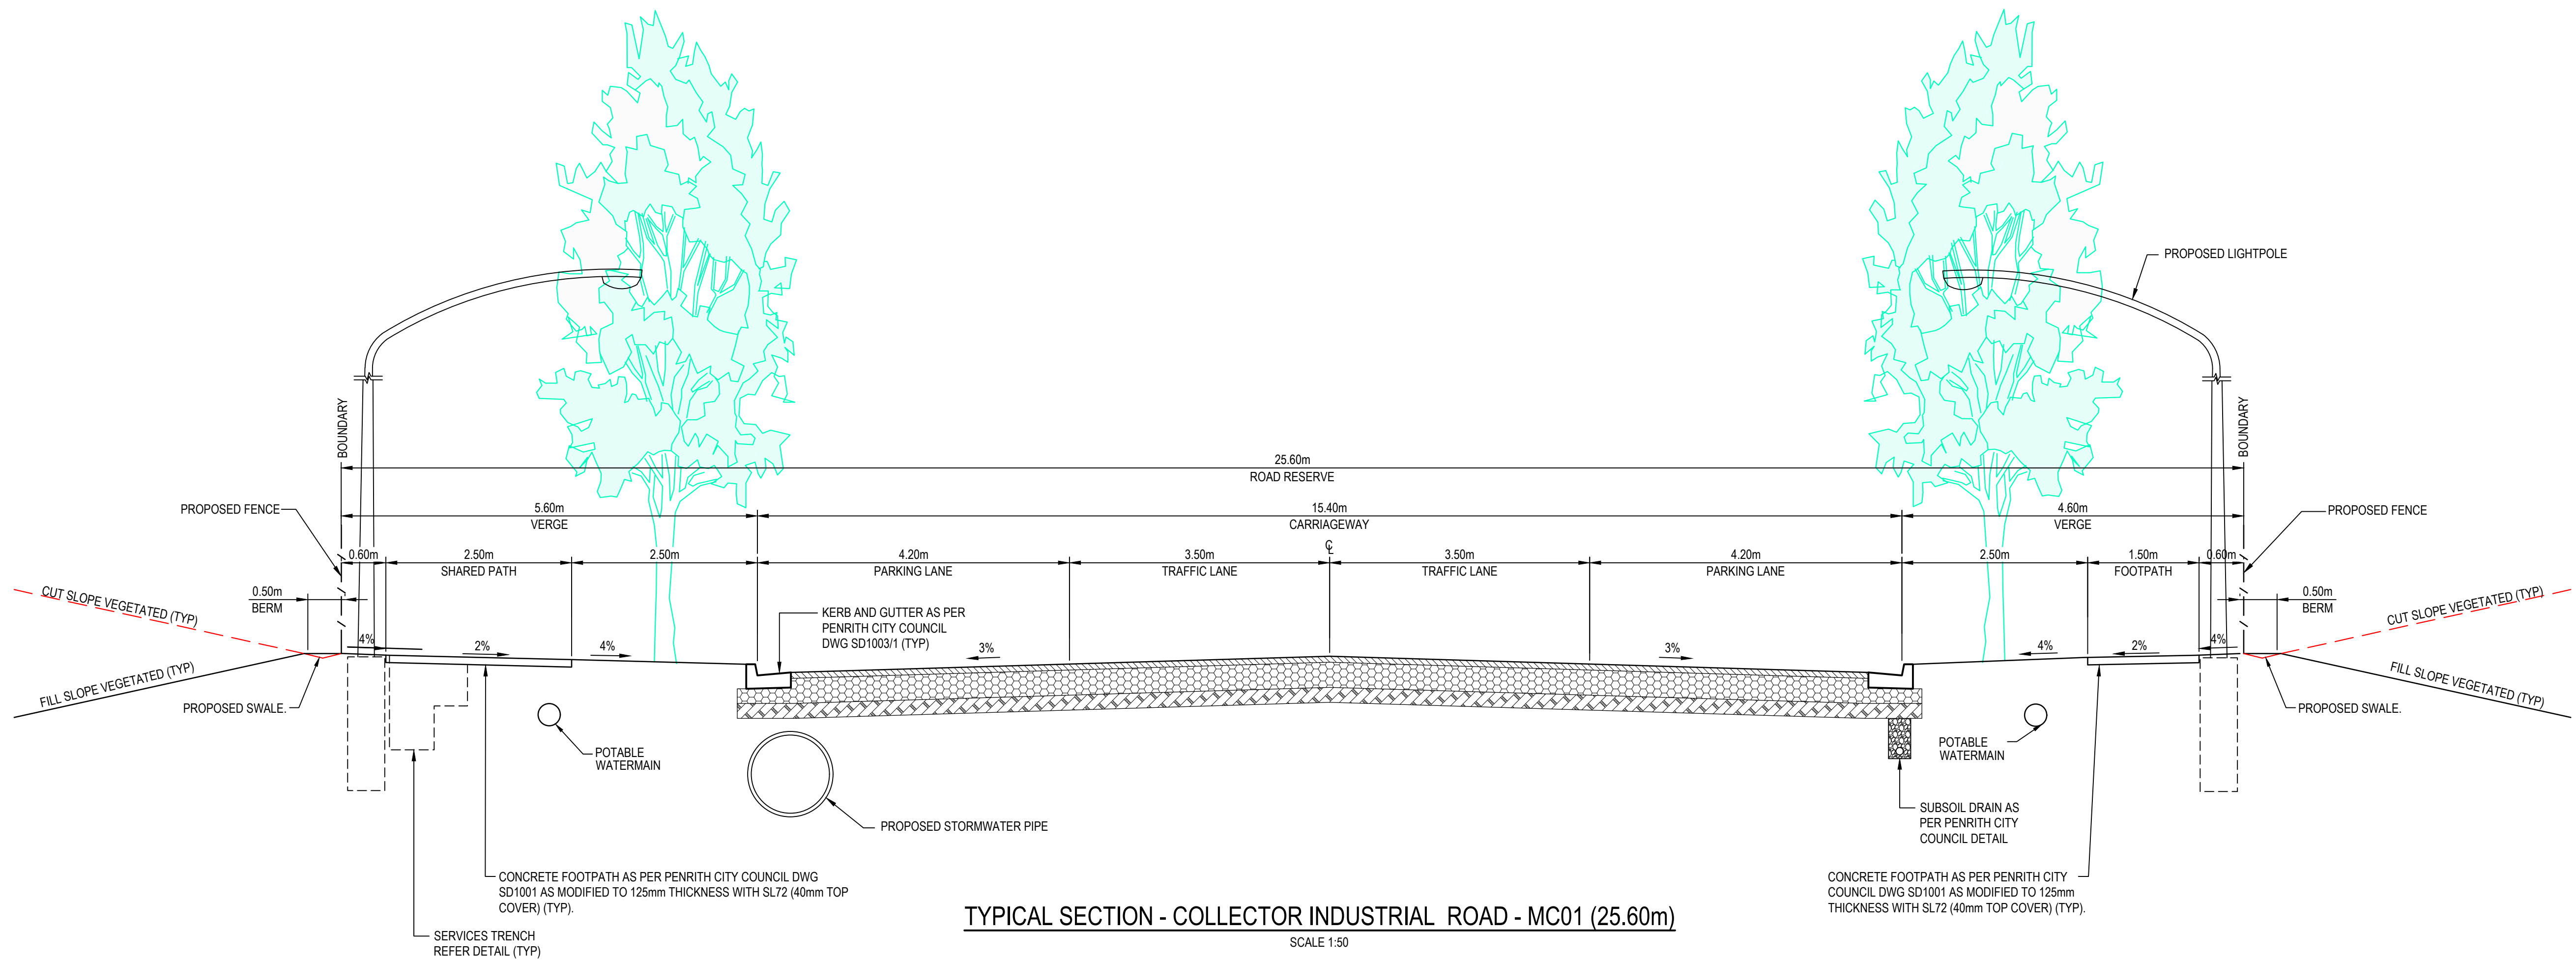 PROPOSED LIGHTPOLE
BOUNDARY
BOUNDARY
25.60m
ROAD RESERVE
PROPOSED FENCE
5.60m
VERGE
15.40m
CARRIAGEWAY
4.60m
VERGE
PROPOSED FENCE
0.60m
2.50m
SHARED PATH
2.50m
4.20m
PARKING LANE
3.50m
TRAFFIC LANE
CL
3.50m
TRAFFIC LANE
4.20m
PARKING LANE
2.50m
1.50m
FOOTPATH
0.60m
0.50m
BERM
0.50m
BERM
CUT SLOPE VEGETATED (TYP)
CUT SLOPE VEGETATED (TYP)
KERB AND GUTTER AS PER
PENRITH CITY COUNCIL
DWG SD1003/1 (TYP)
4%
2%
4%
3%
3%
4%
2%
4%
FILL SLOPE VEGETATED (TYP)
FILL SLOPE VEGETATED (TYP)
PROPOSED SWALE.
PROPOSED SWALE.
POTABLE
WATERMAIN
POTABLE
WATERMAIN
PROPOSED STORMWATER PIPE
SUBSOIL DRAIN AS
PER PENRITH CITY
COUNCIL DETAIL
CONCRETE FOOTPATH AS PER PENRITH CITY COUNCIL DWG
SD1001 AS MODIFIED TO 125mm THICKNESS WITH SL72 (40mm TOP
COVER) (TYP).
CONCRETE FOOTPATH AS PER PENRITH CITY
COUNCIL DWG SD1001 AS MODIFIED TO 125mm
THICKNESS WITH SL72 (40mm TOP COVER) (TYP).
SERVICES TRENCH
REFER DETAIL (TYP)
TYPICAL SECTION - COLLECTOR INDUSTRIAL ROAD - MC01 (25.60m)
SCALE 1:50